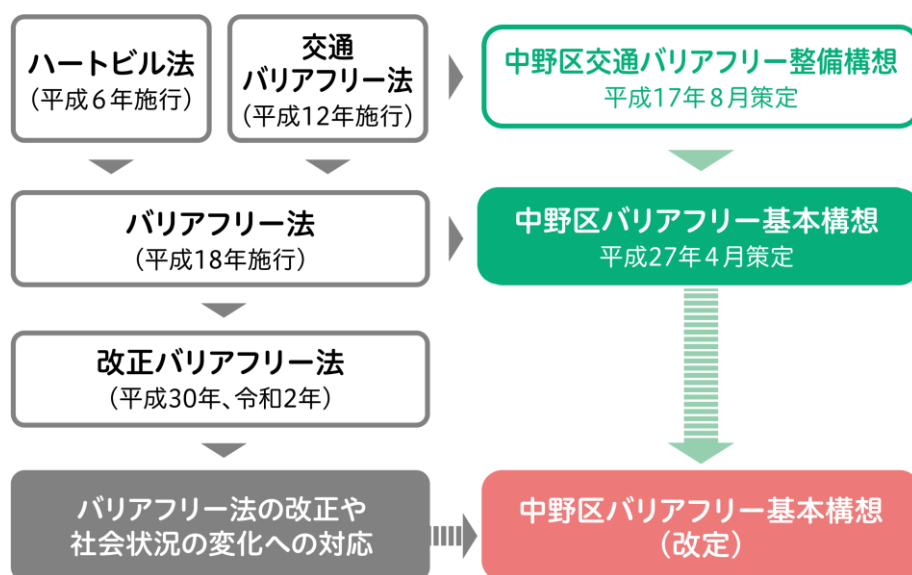 ハートビル法
（平成６年施行）
交通
バリアフリー法
（平成12年施行）
中野区交通バリアフリー整備構想
平成17年８月策定
バリアフリー法
（平成18年施行）
中野区バリアフリー基本構想
平成27年４月策定
改正バリアフリー法
（平成30年、令和2年）
バリアフリー法の改正や
社会状況の変化への対応
中野区バリアフリー基本構想
（改定）